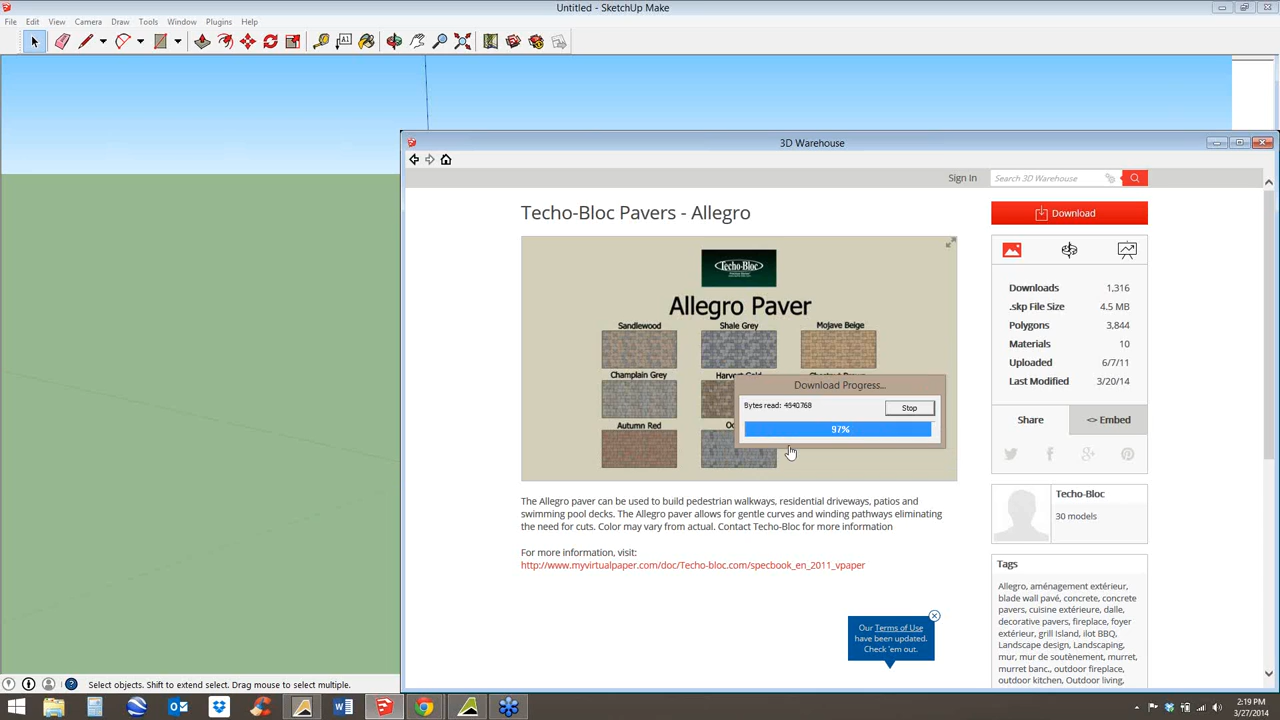 Untitled - SketchUp Make
File Edit View Camera Draw Tools Window Plugins Help
A1
3D Warehouse
Sign In
Search 3D Warehouse
Techo-Bloc Pavers - Allegro
Download
Techo-Bloc
Allegro Paver
Sandlewood
Shale Grey
Mojave Beige
Champlain Grey
Autumn Red
Download Progress...
Bytes read: 4840768
Stop
97%
Downloads 1,316
.skp File Size 4.5 MB
Polygons 3,844
Materials 10
Uploaded 6/7/11
Last Modified 3/20/14
Share
<> Embed
The Allegro paver can be used to build pedestrian walkways, residential driveways, patios and
swimming pool decks. The Allegro paver allows for gentle curves and winding pathways eliminating
the need for cuts. Color may vary from actual. Contact Techo-Bloc for more information
For more information, visit:
http://www.myvirtualpaper.com/doc/Techo-bloc.com/specbook_en_2011_vpaper
Techo-Bloc
30 models
Tags
Allegro, aménagement extérieur,
blade wall pavé, concrete, concrete
pavers, cuisine extérieure, dalle,
decorative pavers, fireplace, foyer
extérieur, grill Island, ilot BBQ,
Landscape design, Landscaping,
mur, mur de soutènement, murret,
murret banc., outdoor fireplace,
outdoor kitchen, Outdoor living,
Our Terms of Use
have been updated.
Check 'em out.
Select objects. Shift to extend select. Drag mouse to select multiple.
2:19 PM
3/27/2014